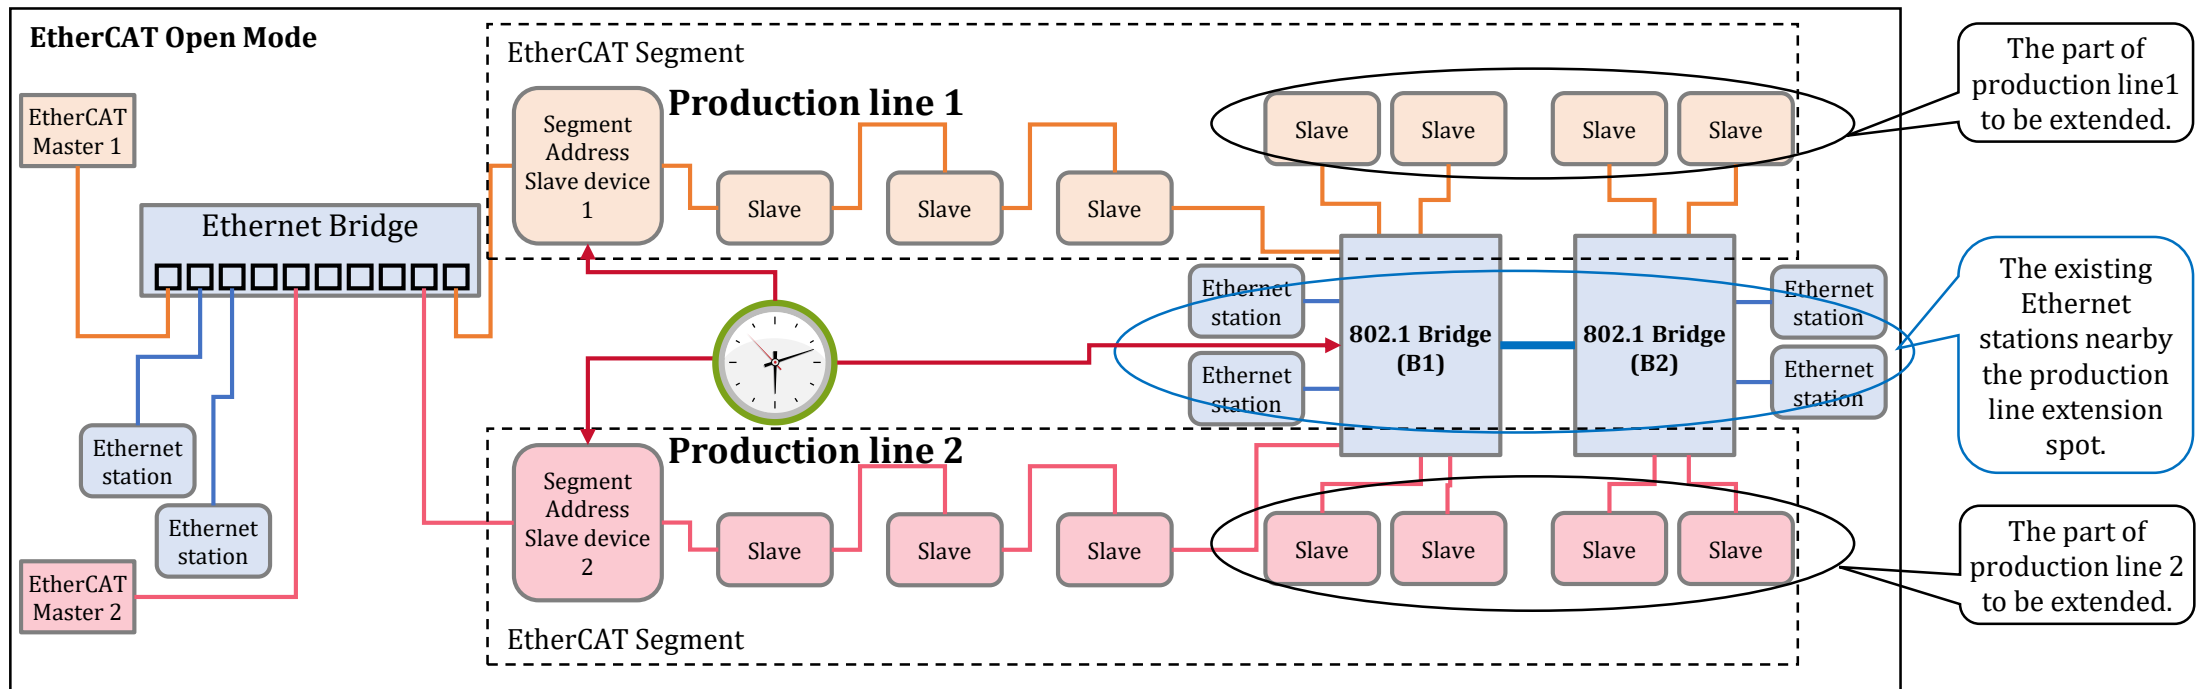 EtherCAT Open Mode
EtherCAT Segment
EtherCAT
Master 1
Segment
Address
Slave device
1
Production line 1
Slave
Slave
Slave
Slave
Slave
Slave
Slave
The part of
production line1
to be extended.
Ethernet Bridge
Ethernet
station
Ethernet
station
802.1 Bridge
(B1)
802.1 Bridge
(B2)
Ethernet
station
Ethernet
station
The existing
Ethernet
stations nearby
the production
line extension
spot.
Ethernet
station
Ethernet
station
EtherCAT
Master 2
Segment
Address
Slave device
2
Production line 2
Slave
Slave
Slave
Slave
Slave
Slave
Slave
The part of
production line 2
to be extended.
EtherCAT Segment